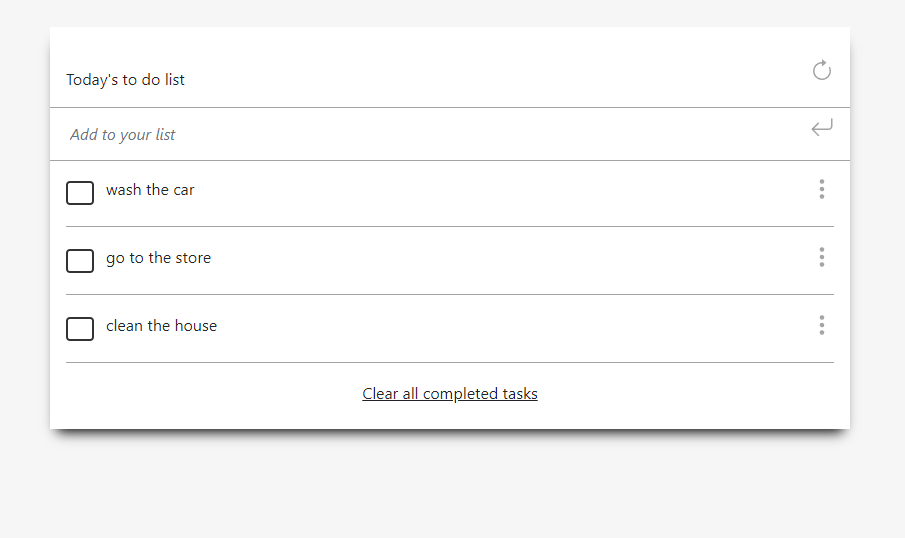 Today's to do list
Add to your list
wash the car
go to the store
clean the house
Clear all completed tasks